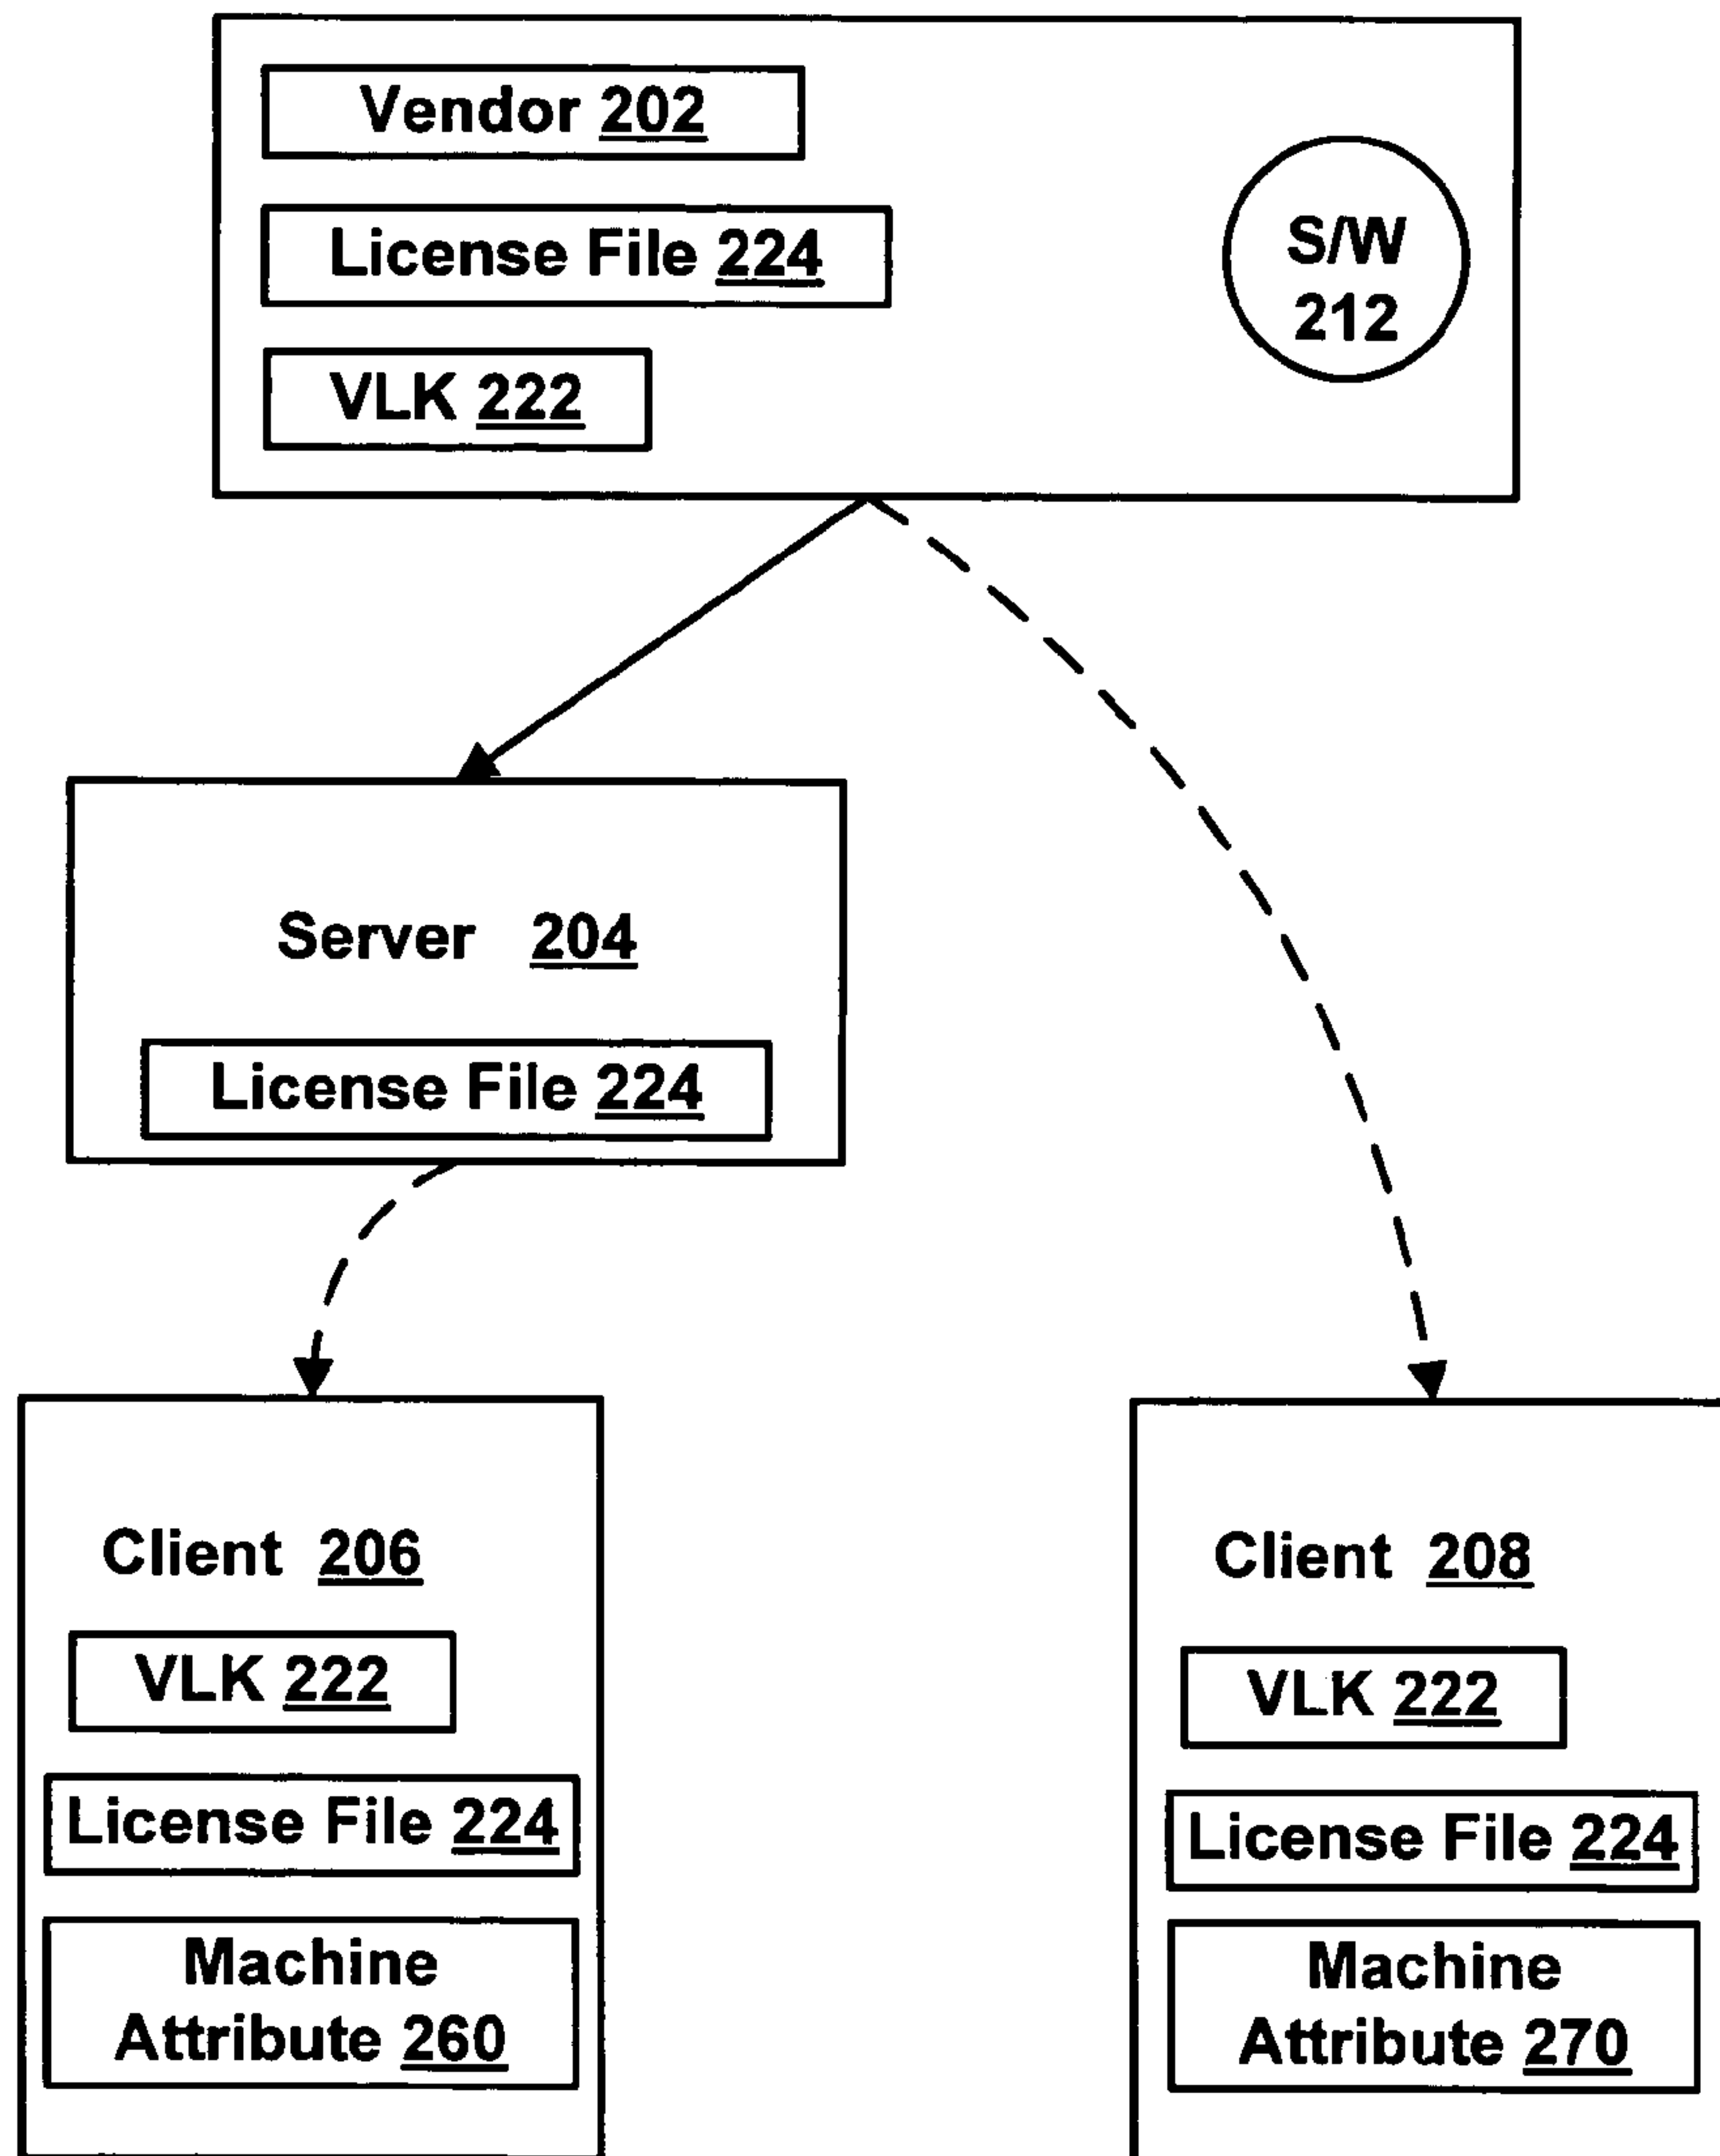 Vendor 202
License File 224
VLK 222
S/W
212
Server 204
License File 224
Client 206
VLK 222
License File 224
Machine
Attribute 260
Client 208
VLK 222
License File 224
Machine
Attribute 270